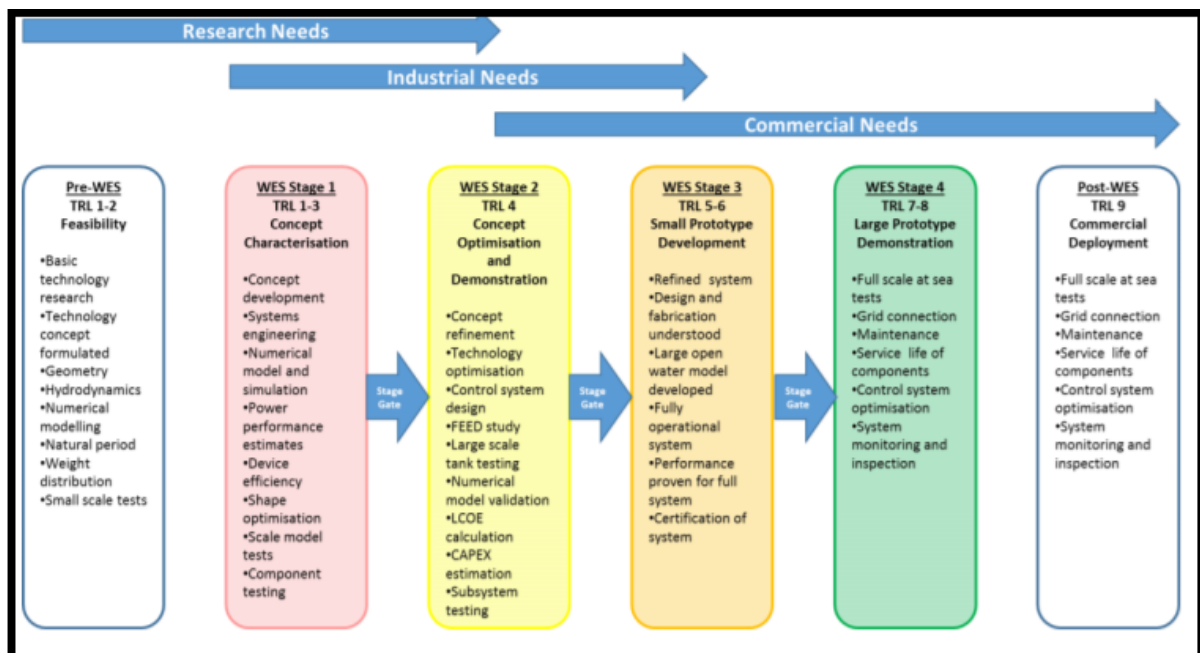 Research Needs
Industrial Needs
Commercial Needs
Pre-WES
TRL 1-2
Feasibility
•Basic
technology
research
•Technology
concept
formulated
•Geometry
•Hydrodynamics
•Numerical
modelling
•Natural period
•Weight
distribution
•Small scale tests
WES Stage 1
TRL 1-3
Concept
Characterisation
•Concept
development
•Systems
engineering
•Numerical
model and
simulation
•Power
performance
estimates
•Device
efficiency
•Shape
optimisation
•Scale model
tests
•Component
testing
Stage
Gate
WES Stage 2
TRL 4
Concept
Optimisation
and
Demonstration
•Concept
refinement
•Technology
optimisation
•Control system
design
•FEED study
•Large scale
tank testing
•Numerical
model validation
•LCOE
calculation
•CAPEX
estimation
•Subsystem
testing
Stage
Gate
WES Stage 3
TRL 5-6
Small Prototype
Development
•Refined system
•Design and
fabrication
understood
•Large open
water model
developed
•Fully
operational
system
•Performance
proven for full
system
•Certification of
system
Stage
Gate
WES Stage 4
TRL 7-8
Large Prototype
Demonstration
•Full scale at sea
tests
•Grid connection
•Maintenance
•Service life of
components
•Control system
optimisation
•System
monitoring and
inspection
Post-WES
TRL 9
Commercial
Deployment
•Full scale at sea
tests
•Grid connection
•Maintenance
•Service life of
components
•Control system
optimisation
•System
monitoring and
inspection